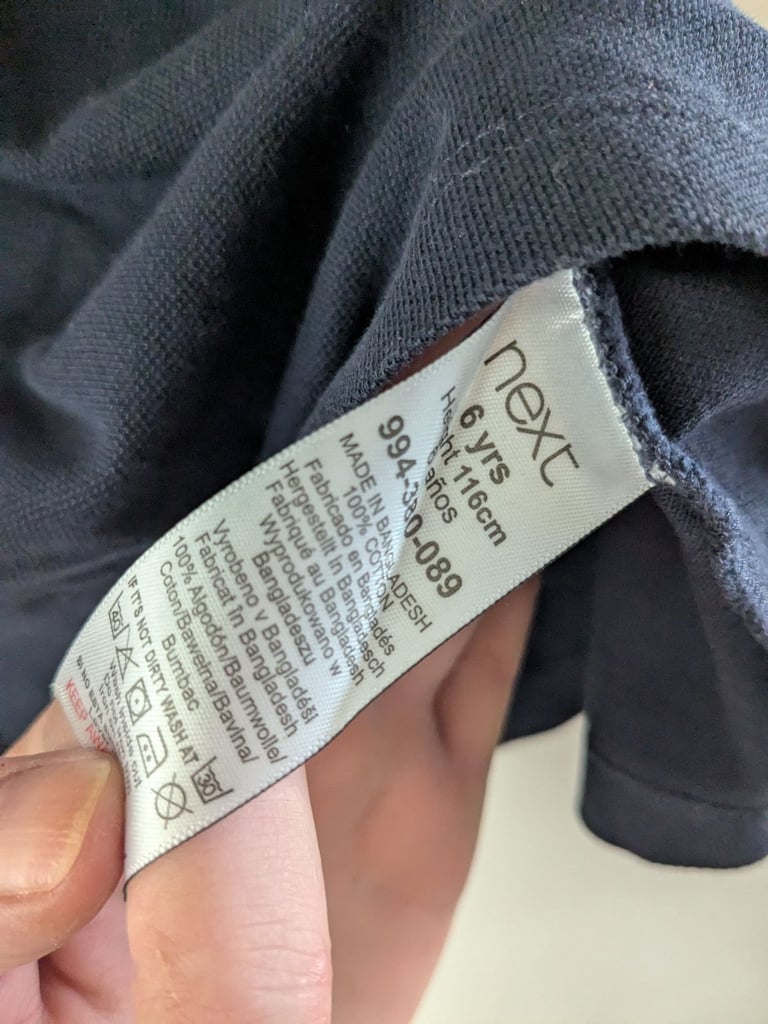 next
6 yrs
Height 116cm
años
994-380-089
MADE IN BANGLADESH
100% COTTON
Fabricado en Bangladés
Hergestellt in Bangladesch
Fabriqué au Bangladesh
Wyprodukowano w
Bangladeszu
Vyrobeno v Bangladéši
Fabricat în Bangladesh
100% Algodón/Baumwolle/
Coton/Bawełna/Bavlna/
Bumbac
IF IT'S NOT DIRTY WASH AT 30
40
KEEP